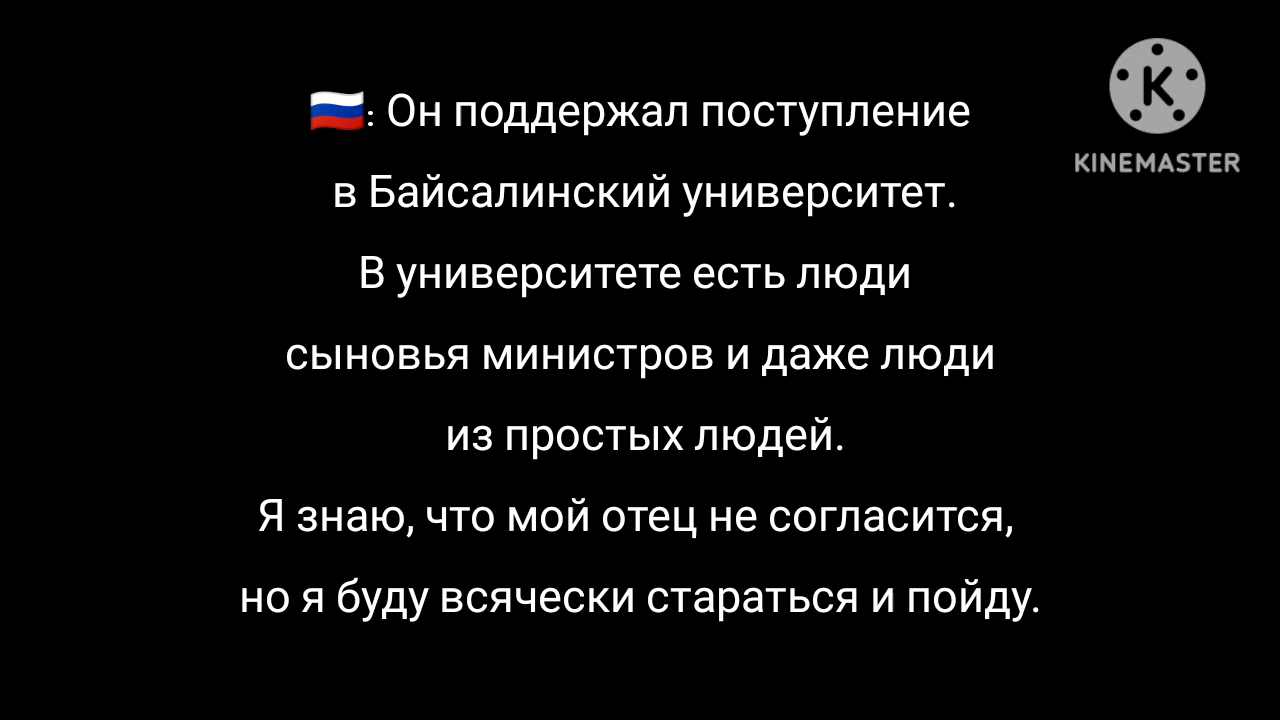 🇷🇺: Он поддержал поступление
в Байсалинский университет.
В университете есть люди
сыновья министров и даже люди
из простых людей.
Я знаю, что мой отец не согласится,
но я буду всячески стараться и пойду.
K
KINEMASTER